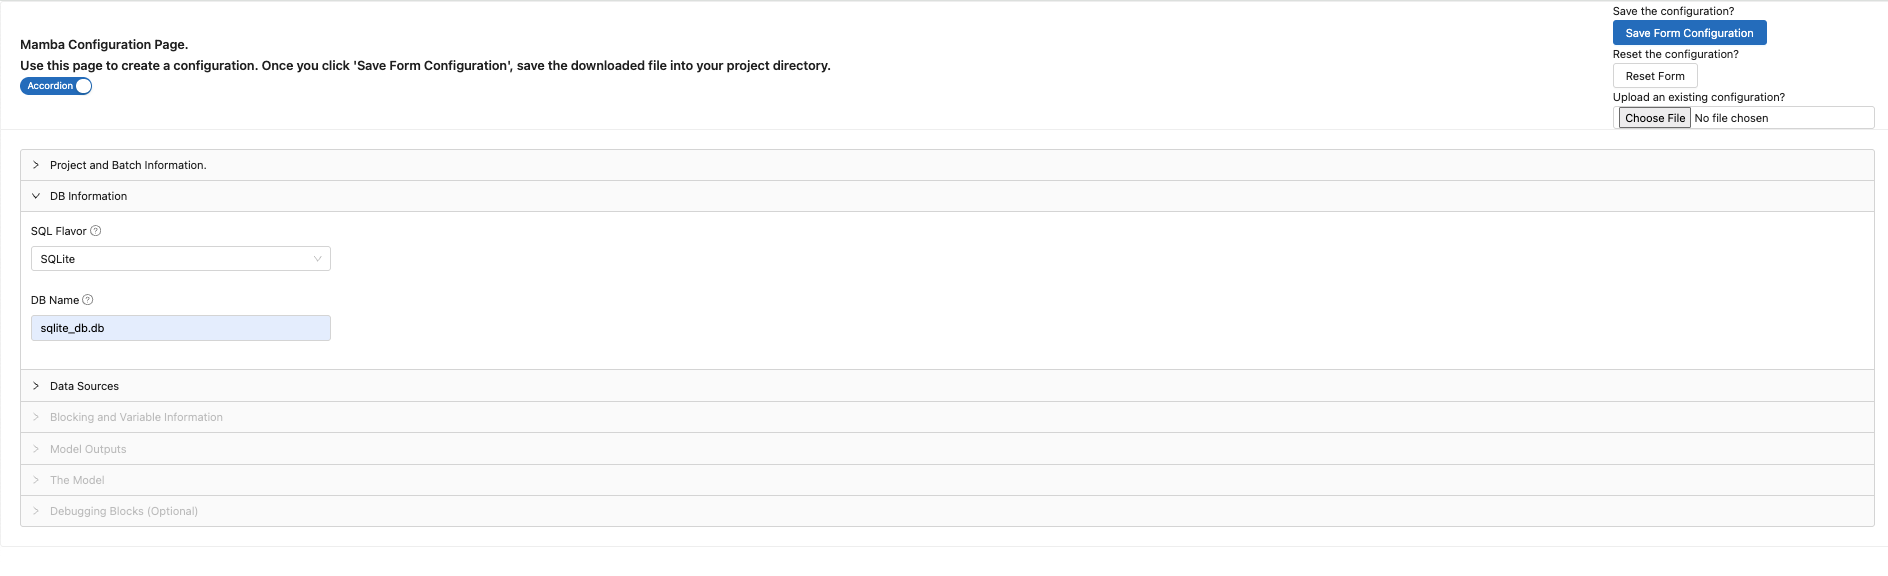 Mamba Configuration Page.
Use this page to create a configuration. Once you click 'Save Form Configuration', save the downloaded file into your project directory.
Accordion
Save the configuration?
Save Form Configuration
Reset the configuration?
Reset Form
Upload an existing configuration?
Choose File No file chosen
Project and Batch Information.
DB Information
SQL Flavor
SQLite
DB Name
sqlite_db.db
Data Sources
Blocking and Variable Information
Model Outputs
The Model
Debugging Blocks (Optional)